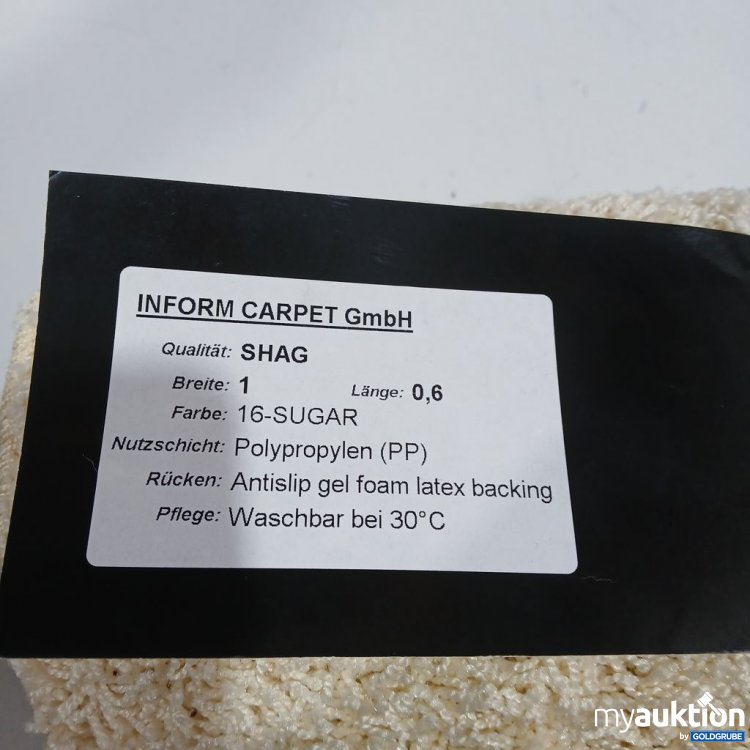 INFORM CARPET GmbH
Qualität: SHAG
Breite: 1 Länge: 0,6
Farbe: 16-SUGAR
Nutzschicht: Polypropylen (PP)
Rücken: Antislip gel foam latex backing
Pflege: Waschbar bei 30°C
myauktion
by GOLDGRUBE